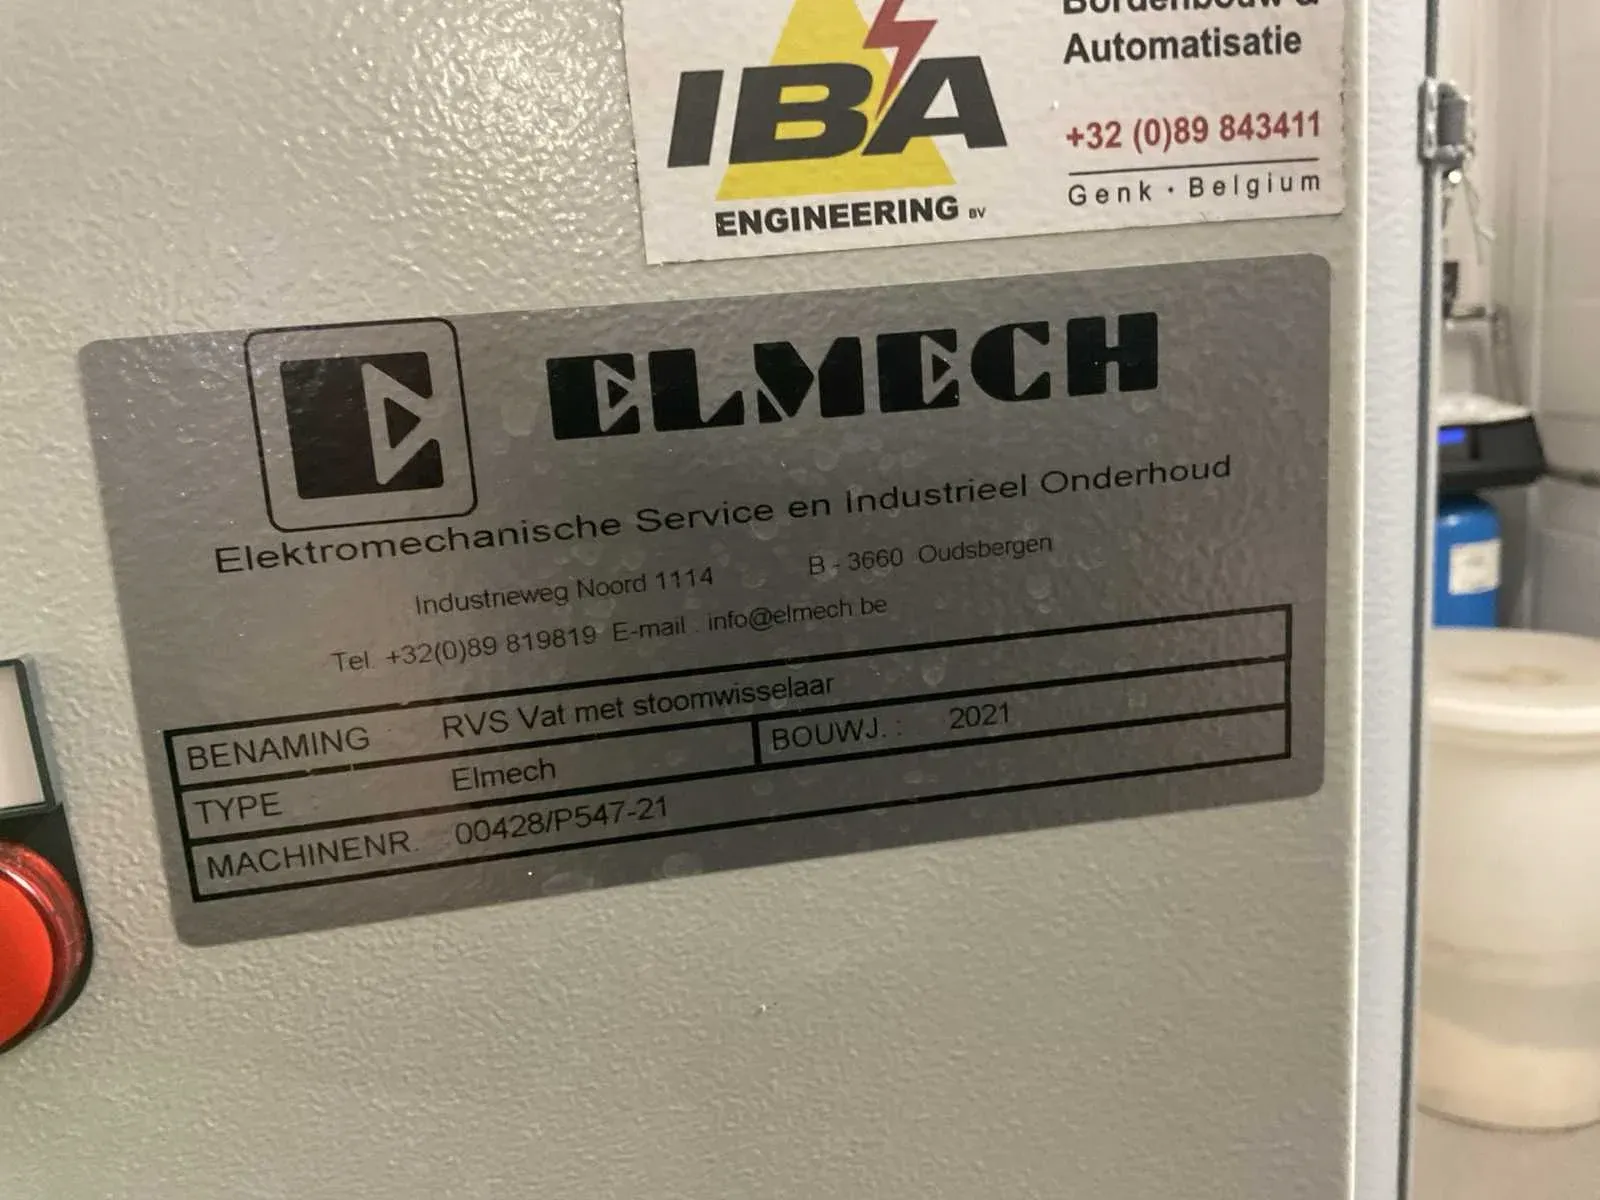 Bordenbouw &
IBA
Automatisatie
+32 (0)89 843411
ENGINEERING BV
Genk · Belgium
ELMECH
Elektromechanische Service en Industrieel Onderhoud
Industrieweg Noord 1114 B - 3660 Oudsbergen
Tel. +32(0)89 819819 E-mail : info@elmech.be
BENAMING : RVS Vat met stoomwisselaar
TYPE : Elmech BOUWJ. : 2021
MACHINENR. : 00428/P547-21